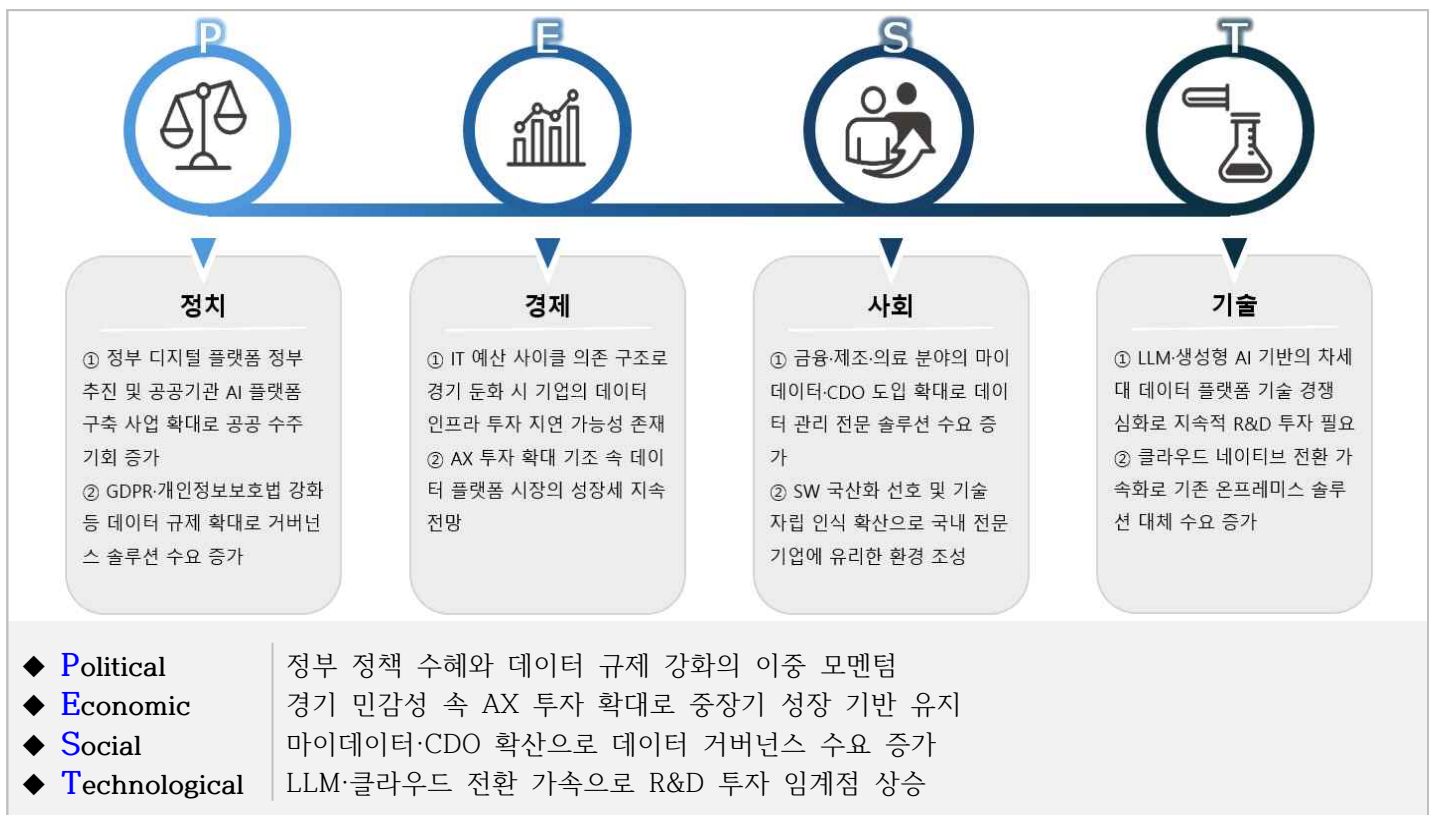 P
E
S
T
정치
① 정부 디지털 플랫폼 정부
추진 및 공공기관 AI 플랫폼
구축 사업 확대로 공공 수주
기회 증가
② GDPR·개인정보보호법 강화
등 데이터 규제 확대로 거버넌
스 솔루션 수요 증가
경제
① IT 예산 사이클 의존 구조로
경기 둔화 시 기업의 데이터
인프라 투자 지연 가능성 존재
② AX 투자 확대 기조 속 데이
터 플랫폼 시장의 성장세 지속
전망
사회
① 금융·제조·의료 분야의 마이
데이터·CDO 도입 확대로 데이
터 관리 전문 솔루션 수요 증
가
② SW 국산화 선호 및 기술
자립 인식 확산으로 국내 전문
기업에 유리한 환경 조성
기술
① LLM·생성형 AI 기반의 차세
대 데이터 플랫폼 기술 경쟁
심화로 지속적 R&D 투자 필요
② 클라우드 네이티브 전환 가
속화로 기존 온프레미스 솔루
션 대체 수요 증가
◆ Political 정부 정책 수혜와 데이터 규제 강화의 이중 모멘텀
◆ Economic 경기 민감성 속 AX 투자 확대로 중장기 성장 기반 유지
◆ Social 마이데이터·CDO 확산으로 데이터 거버넌스 수요 증가
◆ Technological LLM·클라우드 전환 가속으로 R&D 투자 임계점 상승